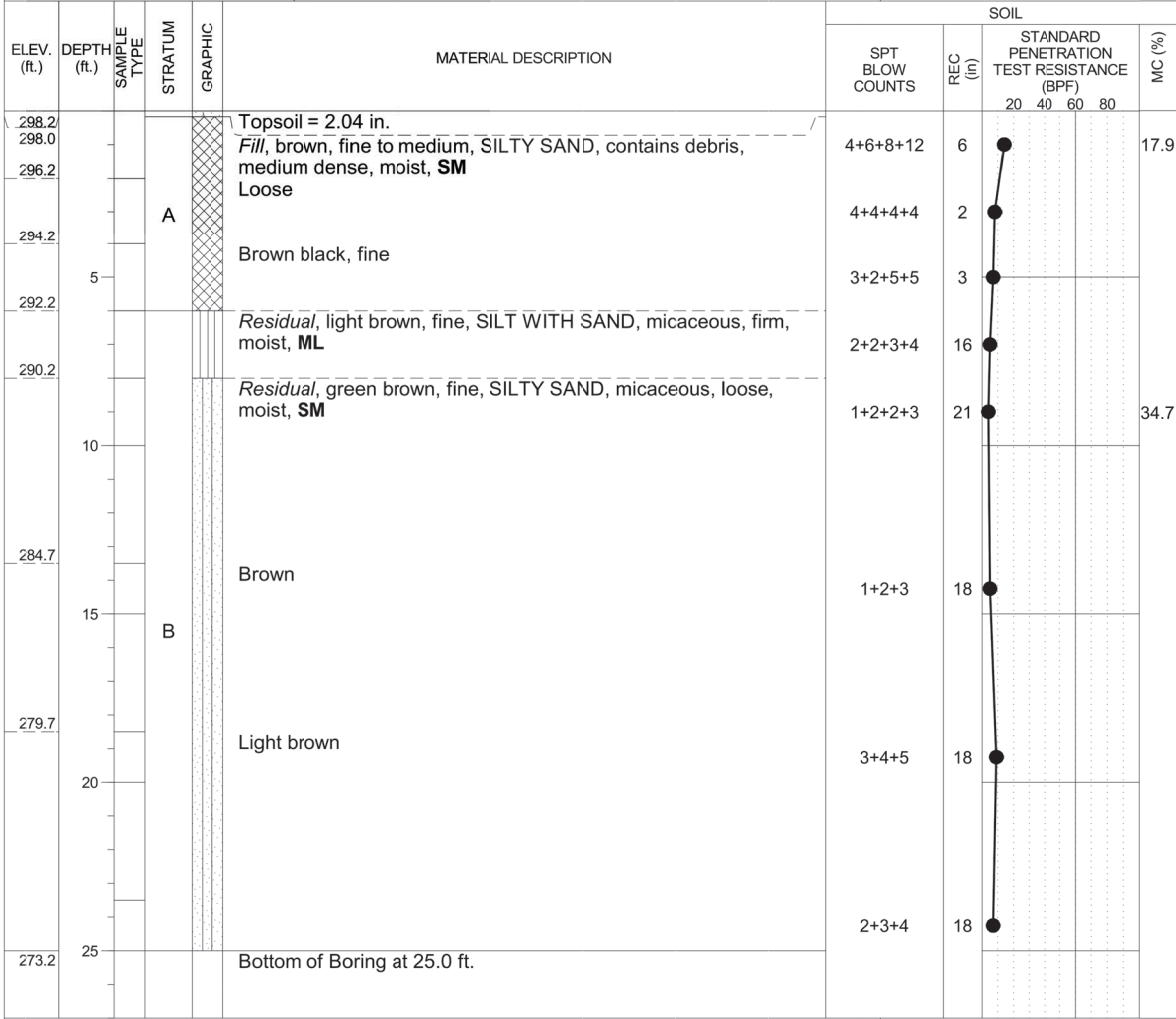 SOIL
ELEV. (ft.)
DEPTH (ft.)
SAMPLE TYPE
STRATUM
GRAPHIC
MATERIAL DESCRIPTION
SPT BLOW COUNTS
REC (in)
STANDARD PENETRATION TEST RESISTANCE (BPF)
MC (%)
20 40 60 80
298.2 Topsoil = 2.04 in.
298.0 Fill, brown, fine to medium, SILTY SAND, contains debris, 4+6+8+12 6 17.9
medium dense, moist, SM
296.2 Loose
A 4+4+4+4 2
294.2 Brown black, fine
5 3+2+5+5 3
292.2 Residual, light brown, fine, SILT WITH SAND, micaceous, firm,
moist, ML 2+2+3+4 16
290.2 Residual, green brown, fine, SILTY SAND, micaceous, loose,
moist, SM 1+2+2+3 21 34.7
10
284.7 Brown 1+2+3 18
15
B
279.7 Light brown 3+4+5 18
20
2+3+4 18
25
273.2 Bottom of Boring at 25.0 ft.